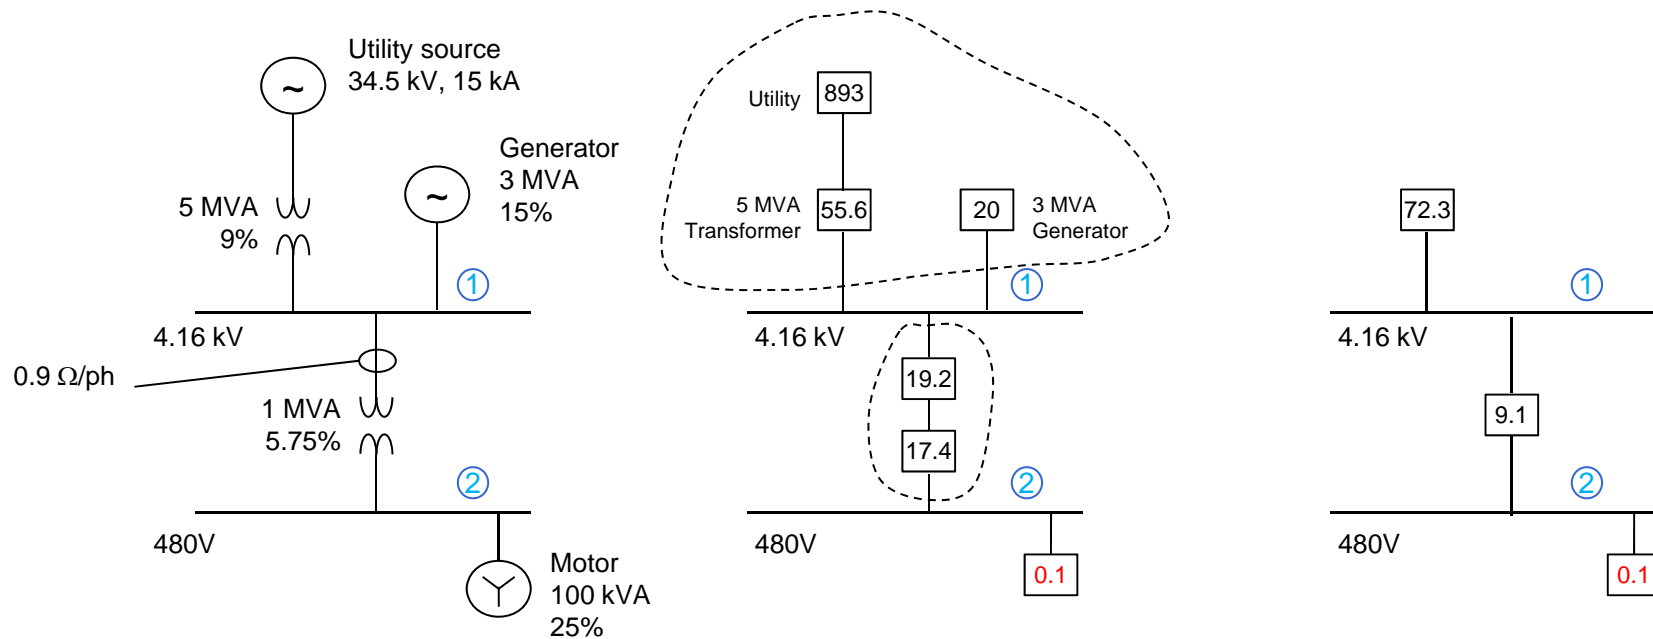 Utility source
34.5 kV, 15 kA
~
Generator
3 MVA
15%
~
5 MVA
9%
1
4.16 kV
0.9 Ω/ph
1 MVA
5.75%
2
480V
Motor
100 kVA
25%
Utility
893
5 MVA
Transformer
55.6
20
3 MVA
Generator
1
4.16 kV
19.2
17.4
2
480V
0.1
72.3
1
4.16 kV
9.1
2
480V
0.1